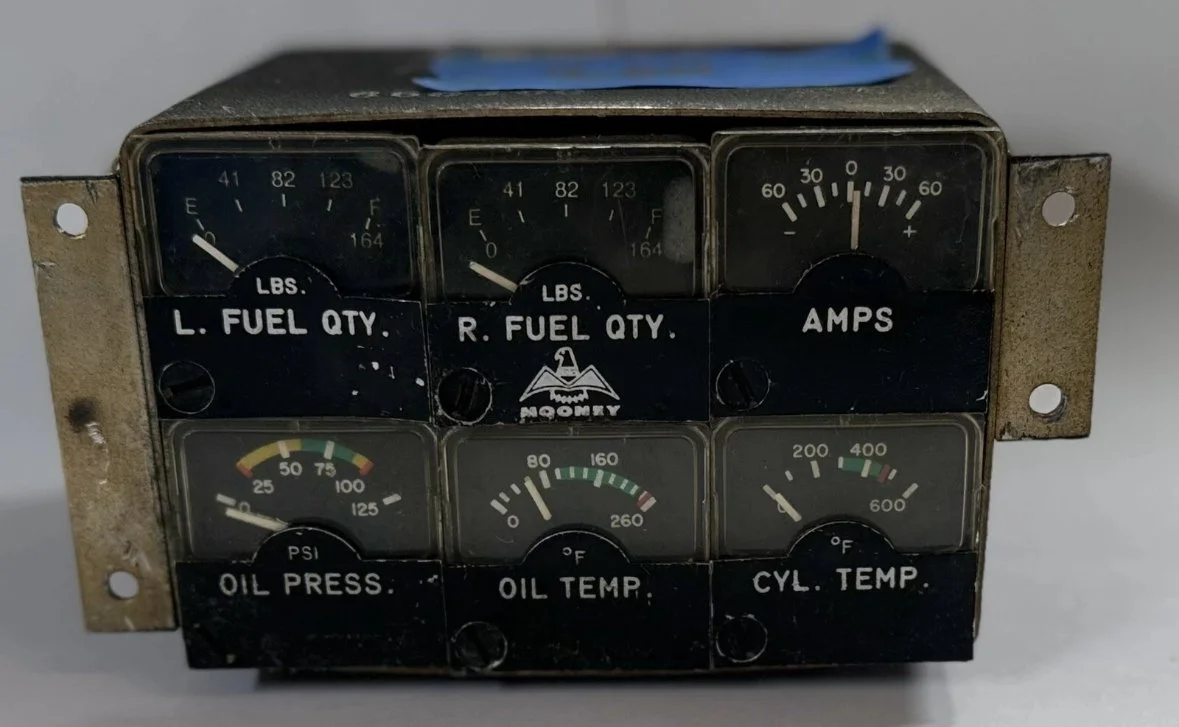 41 82 123
E F
0 164
LBS.
L. FUEL QTY.
41 82 123
E F
0 164
LBS.
R. FUEL QTY.
MOONEY
60 30 0 30 60
- +
AMPS
50 75
25 100
0 125
PSI
OIL PRESS.
80 160
0 260
°F
OIL TEMP.
200 400
0 600
°F
CYL. TEMP.